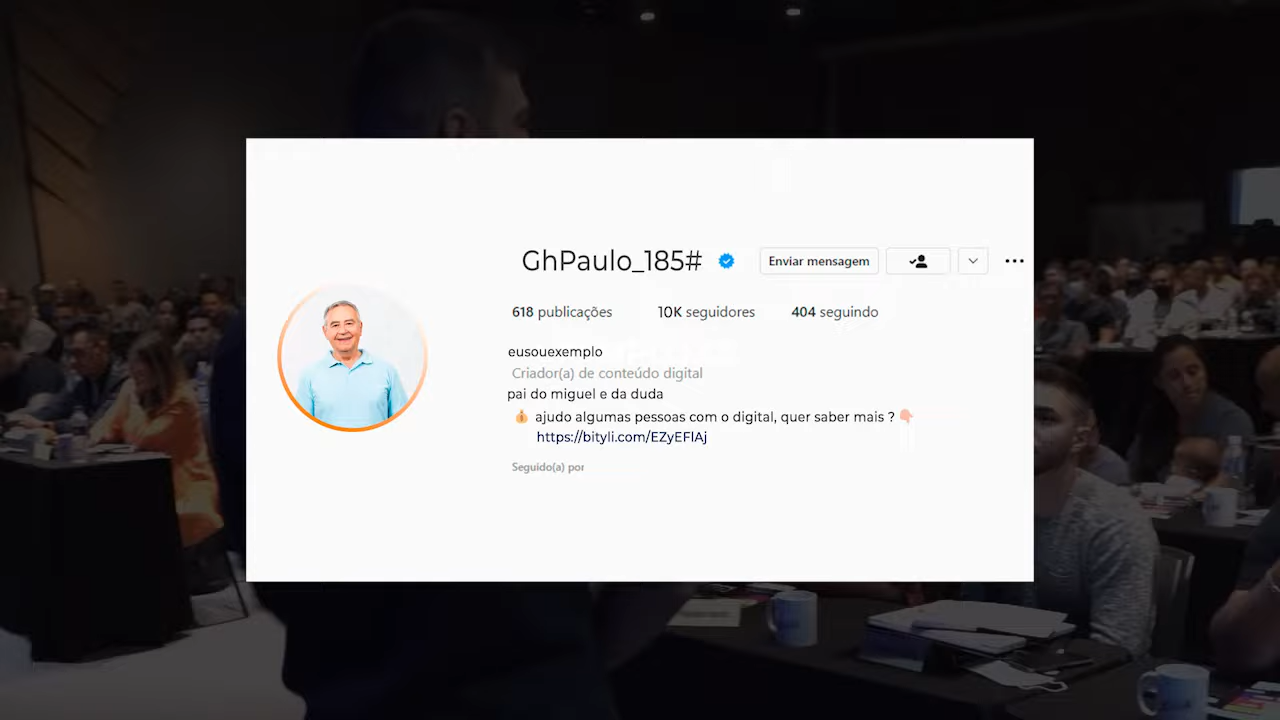 GhPaulo_185# Enviar mensagem
618 publicações 10K seguidores 404 seguindo
eusouexemplo
Criador(a) de conteúdo digital
pai do miguel e da duda
ajudo algumas pessoas com o digital, quer saber mais ?
https://bityli.com/EZyEFlAj
Seguido(a) por